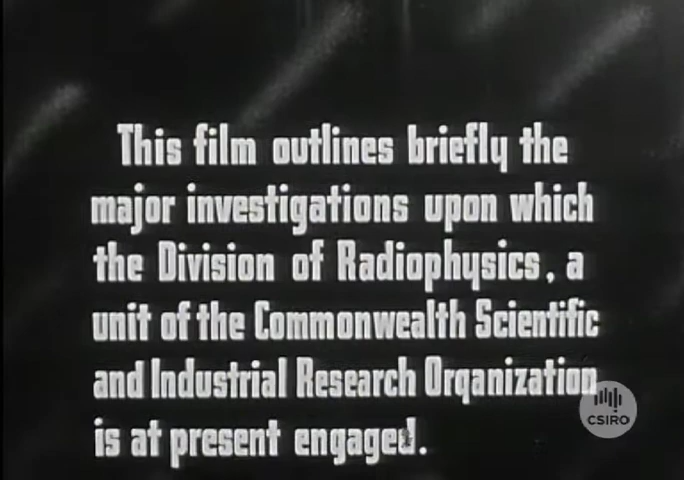 This film outlines briefly the
major investigations upon which
the Division of Radiophysics, a
unit of the Commonwealth Scientific
and Industrial Research Organization
is at present engaged.
CSIRO